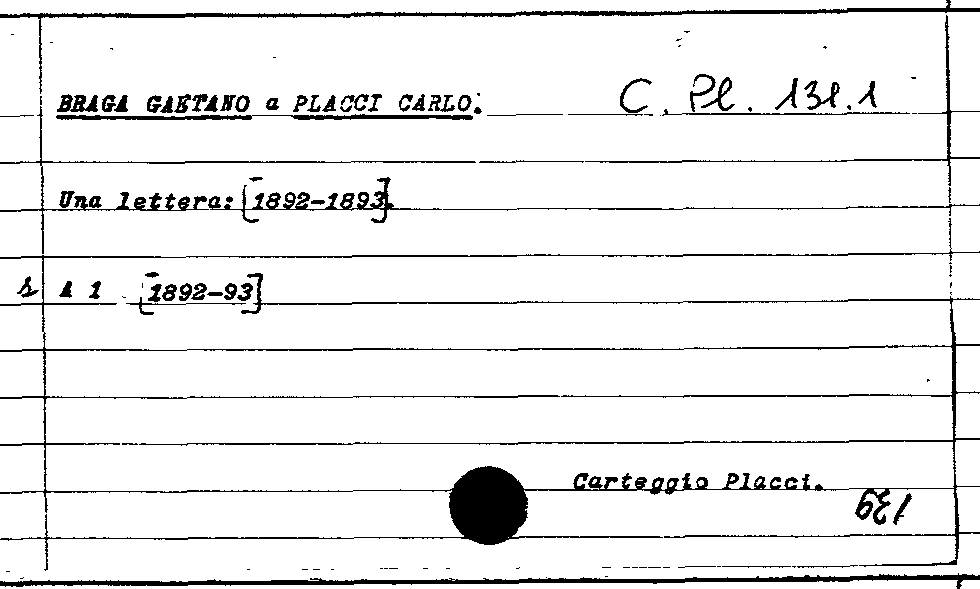 BRAGA GAETANO a PLACCI CARLO. C. Pl. 131.1
Una lettera: [1892-1893].
s A 1 [1892-93]
Carteggio Placci.
139